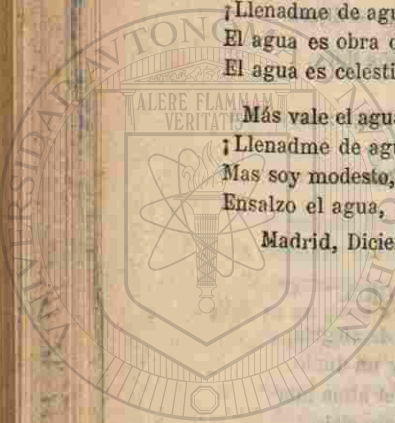 ¡Llenadme de agu
El agua es obra
El agua es celesti
Más vale el agua
¡Llenadme de agu
Mas soy modesto,
Ensalzo el agua,
Madrid, Dicie
ALERE FLAMMAM
VERITATIS